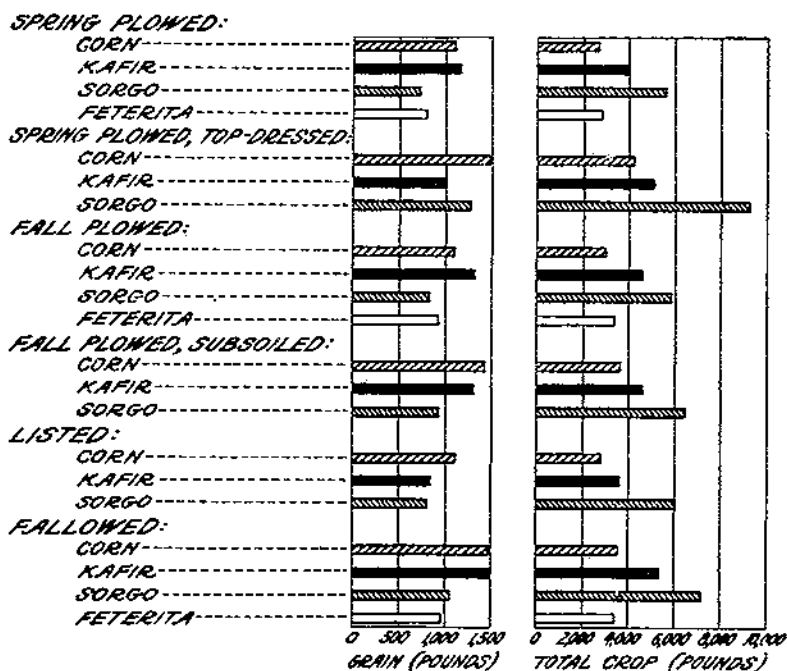 SPRING PLOWED:
CORN
KAFIR
SORGO
FETERITA
SPRING PLOWED, TOP-DRESSED:
CORN
KAFIR
SORGO
FALL PLOWED:
CORN
KAFIR
SORGO
FETERITA
FALL PLOWED, SUBSOILED:
CORN
KAFIR
SORGO
LISTED:
CORN
KAFIR
SORGO
FALLOWED:
CORN
KAFIR
SORGO
FETERITA
0 500 1,000 1,500 0 2,000 4,000 6,000 8,000 10,000
GRAIN (POUNDS) TOTAL CROP (POUNDS)